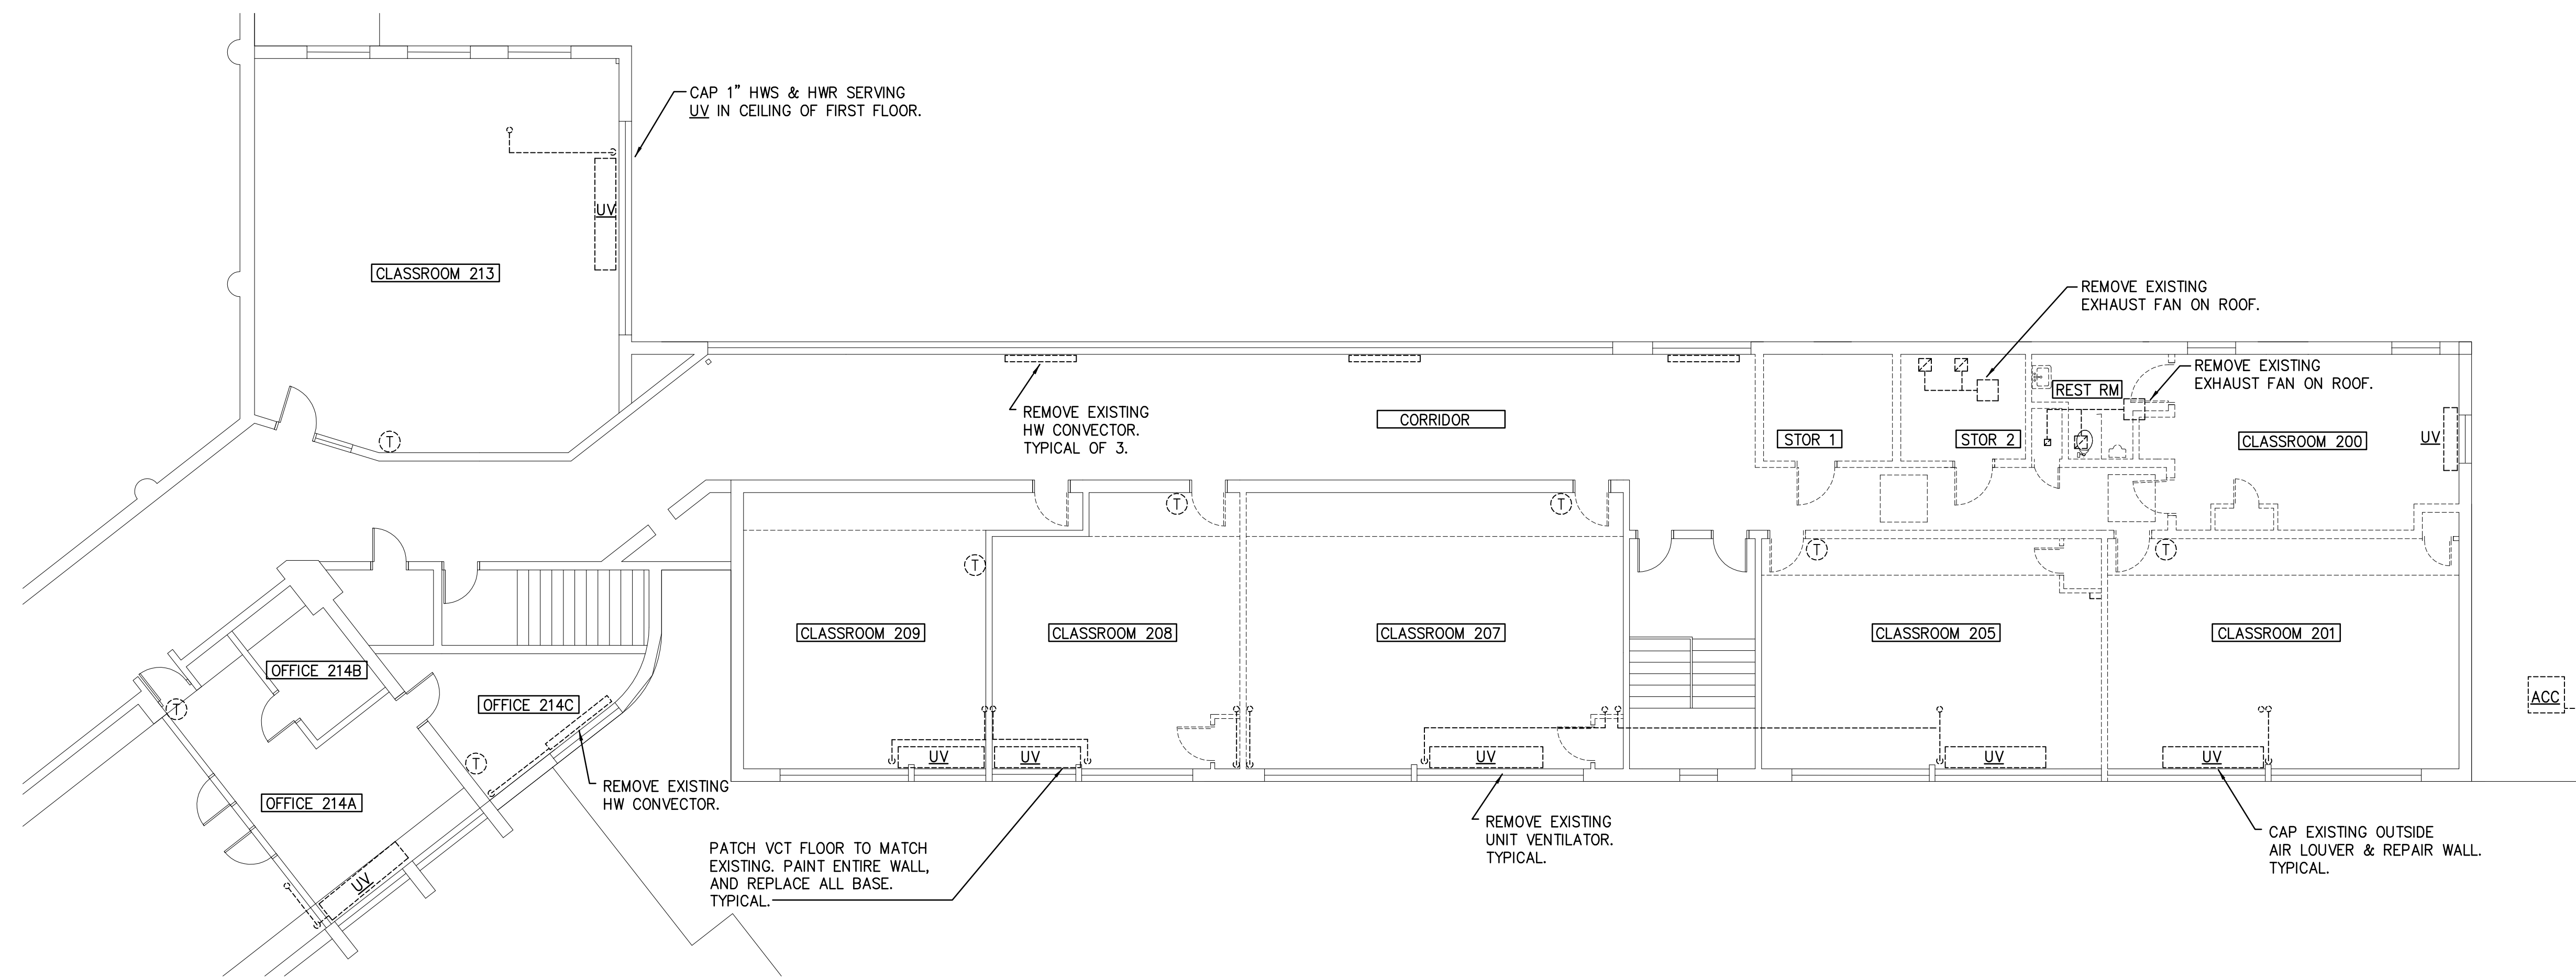 CAP 1" HWS & HWR SERVING
UV IN CEILING OF FIRST FLOOR.
UV
CLASSROOM 213
T
REMOVE EXISTING
EXHAUST FAN ON ROOF.
REMOVE EXISTING
EXHAUST FAN ON ROOF.
REST RM
REMOVE EXISTING
HW CONVECTOR.
TYPICAL OF 3.
CORRIDOR
STOR 1
STOR 2
CLASSROOM 200
UV
T
T
T
T
T
CLASSROOM 209
CLASSROOM 208
CLASSROOM 207
CLASSROOM 205
CLASSROOM 201
OFFICE 214B
OFFICE 214C
T
T
ACC
UV
UV
UV
UV
UV
OFFICE 214A
UV
REMOVE EXISTING
HW CONVECTOR.
PATCH VCT FLOOR TO MATCH
EXISTING. PAINT ENTIRE WALL,
AND REPLACE ALL BASE.
TYPICAL.
REMOVE EXISTING
UNIT VENTILATOR.
TYPICAL.
CAP EXISTING OUTSIDE
AIR LOUVER & REPAIR WALL.
TYPICAL.